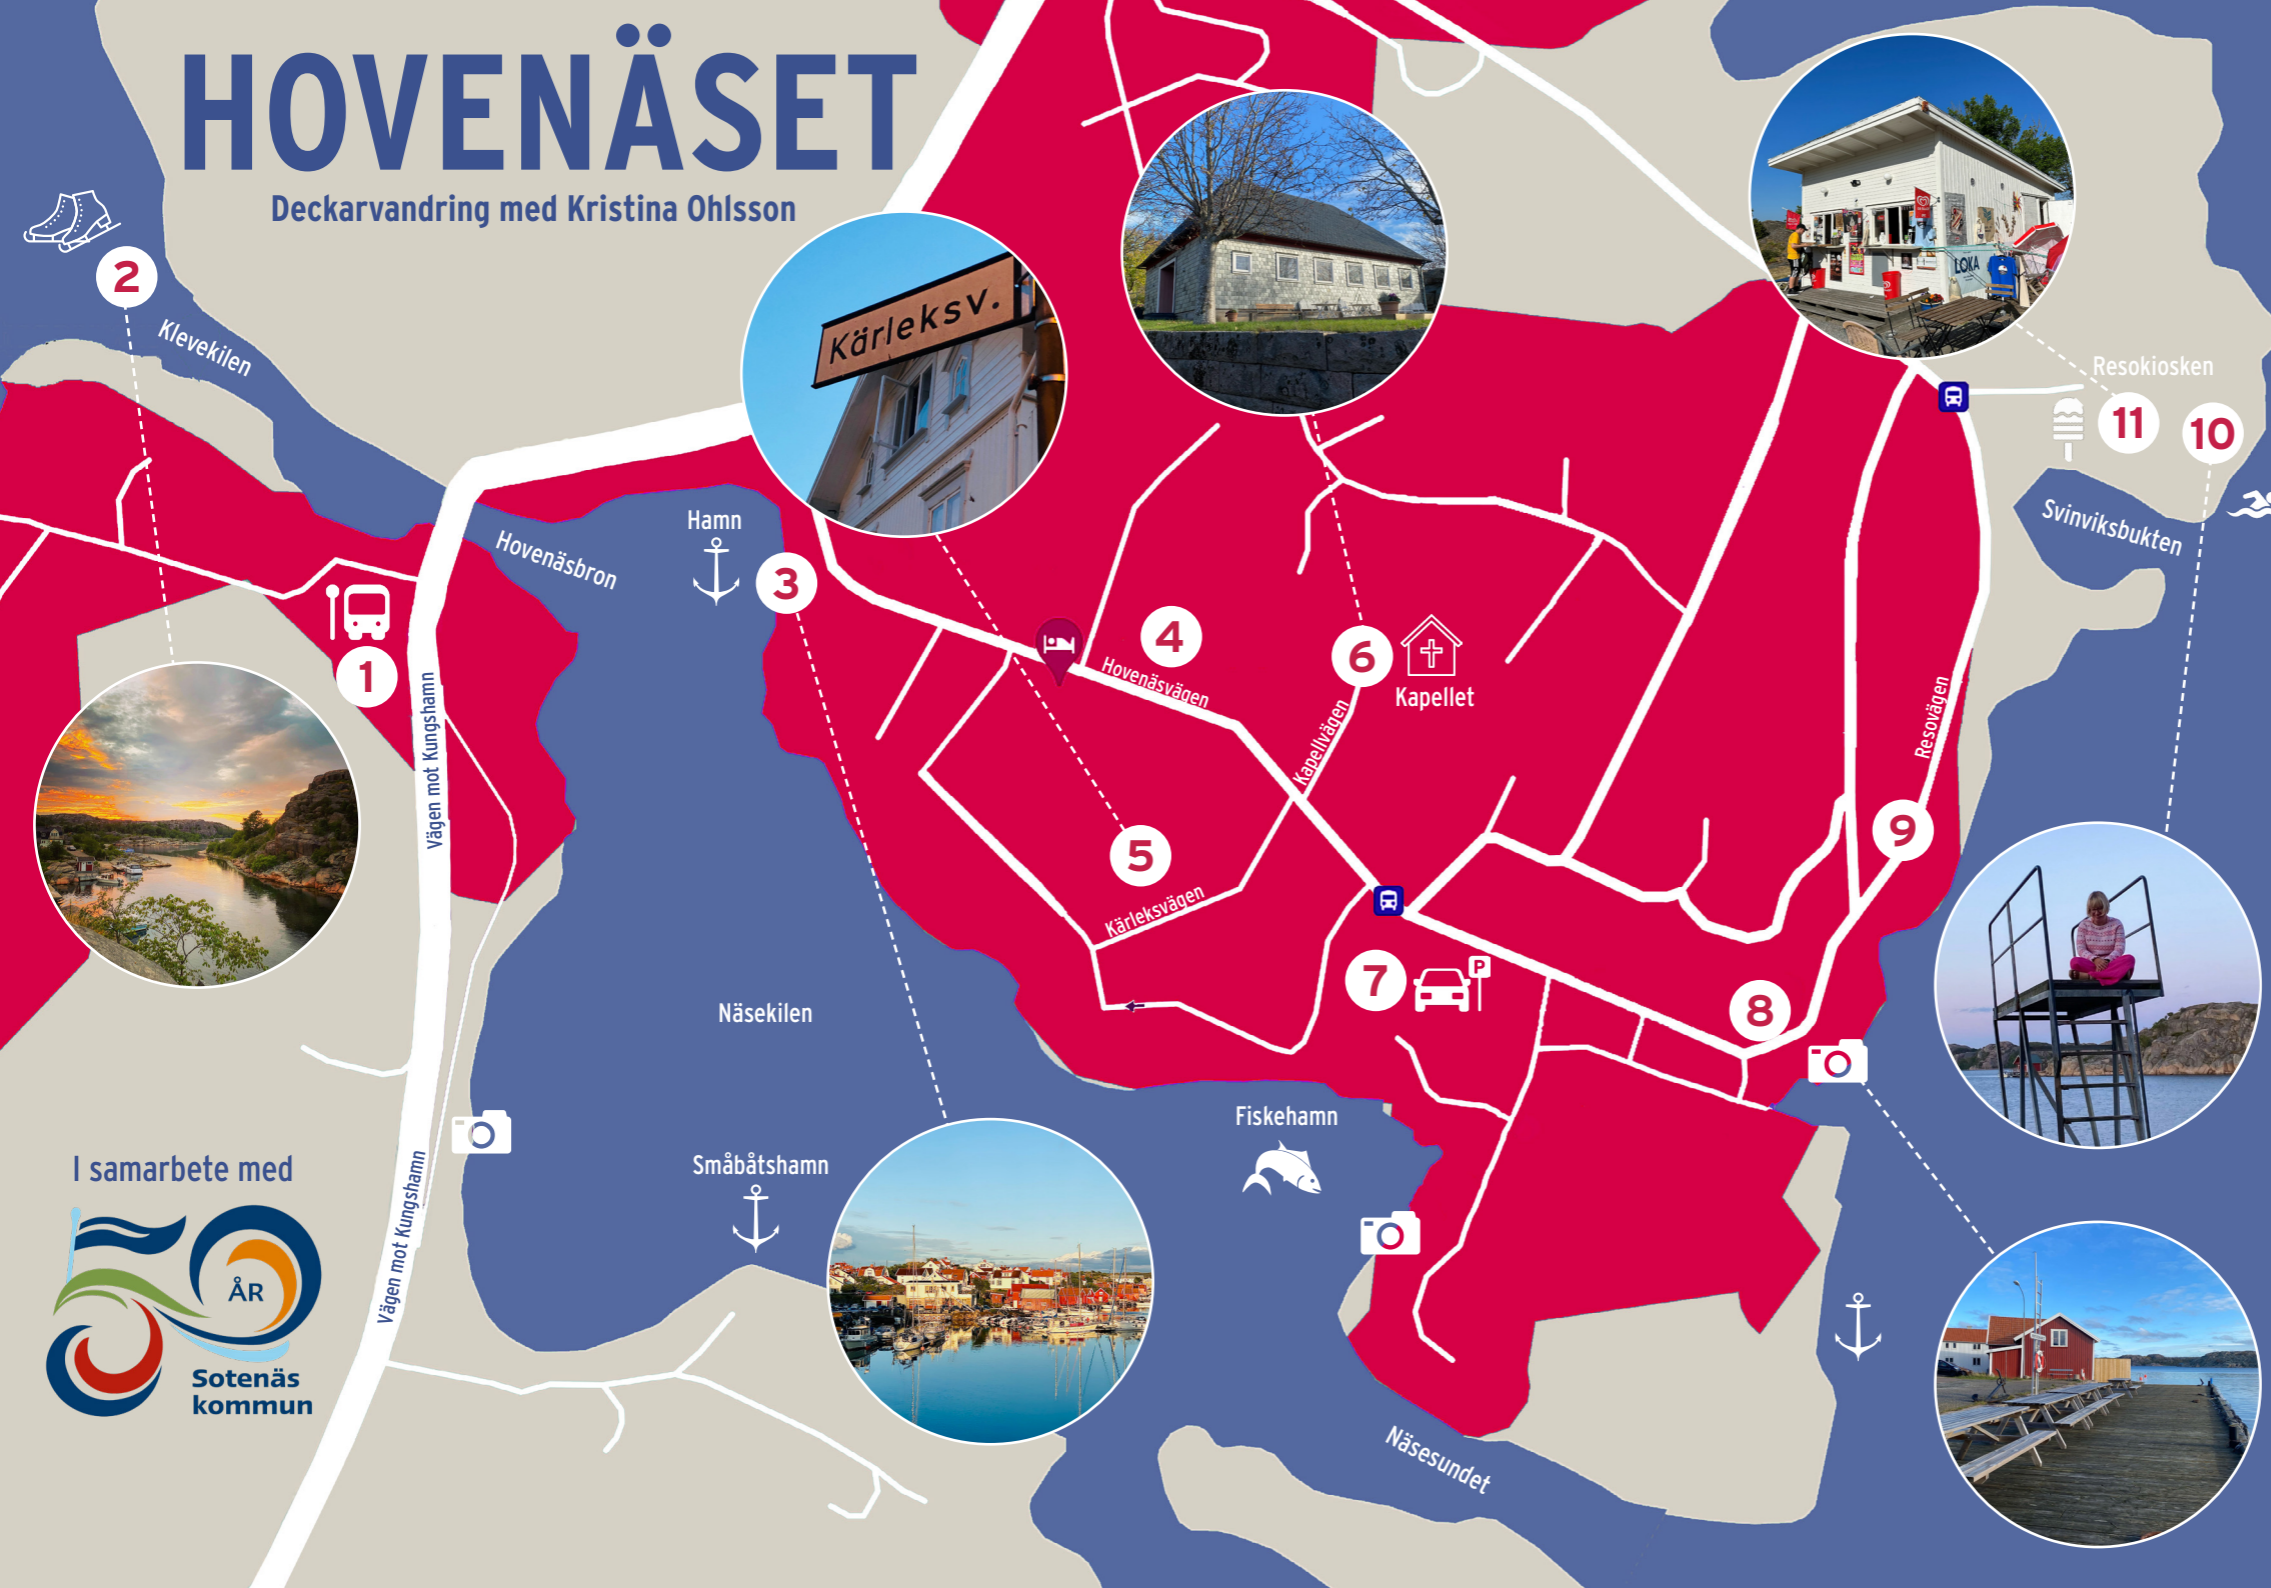 HOVENÄSET
Deckarvandring med Kristina Ohlsson
2
Klevekilen
Kärleksv.
LOKA
Resokiosken
11
10
Svinviksbukten
Hovenäsbron
Hamn
3
1
4
Hovenäsvägen
6
Kapellet
Kapellvägen
Vägen mot Kungshamn
Resovägen
9
5
Kärleksvägen
7
P
8
Näsekilen
Fiskehamn
Småbåtshamn
Vägen mot Kungshamn
Näsesundet
I samarbete med
50
ÅR
Sotenäs
kommun